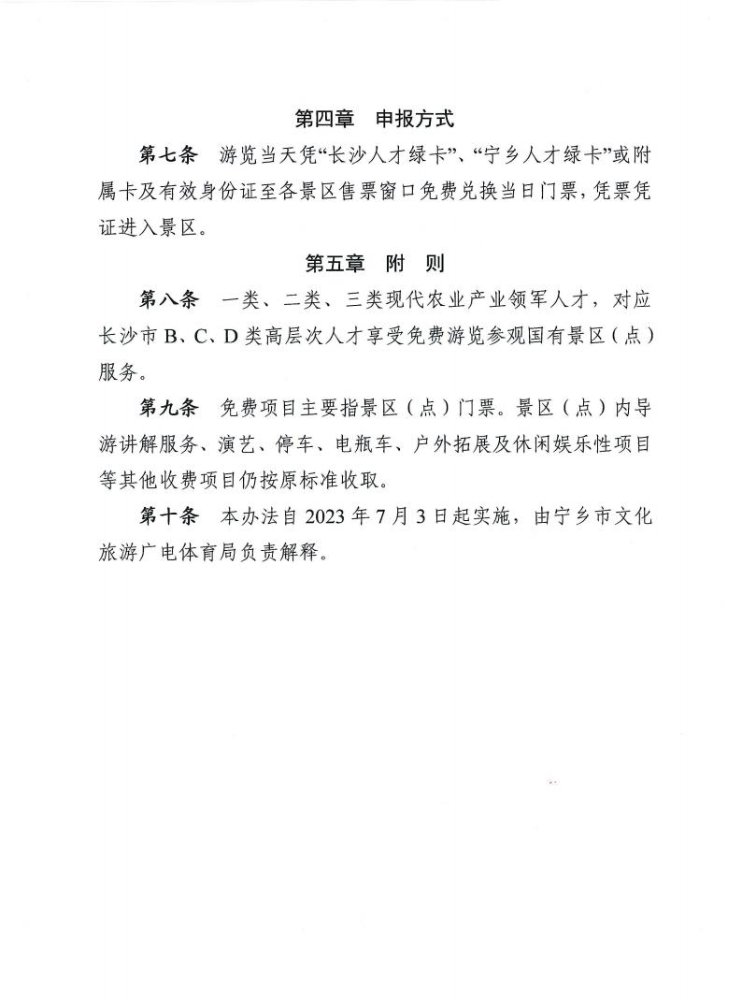 第四章　申报方式
第七条　游览当天凭“长沙人才绿卡”、“宁乡人才绿卡”或附
属卡及有效身份证至各景区售票窗口免费兑换当日门票，凭票凭
证进入景区。
第五章　附　则
第八条　一类、二类、三类现代农业产业领军人才，对应
长沙市 B、C、D 类高层次人才享受免费游览参观国有景区（点）
服务。
第九条　免费项目主要指景区（点）门票。景区（点）内导
游讲解服务、演艺、停车、电瓶车、户外拓展及休闲娱乐性项目
等其他收费项目仍按原标准收取。
第十条　本办法自 2023 年 7 月 3 日起实施，由宁乡市文化
旅游广电体育局负责解释。